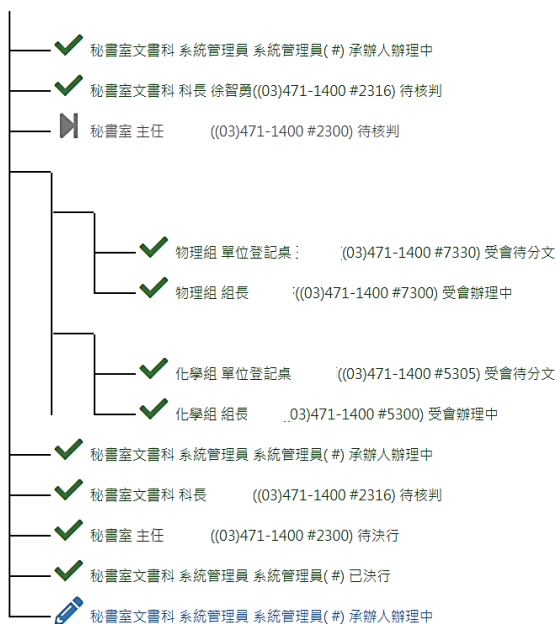 秘書室文書科 系統管理員 系統管理員( #) 承辦人辦理中
秘書室文書科 科長 徐智勇((03)471-1400 #2316) 待核判
秘書室 主任 ((03)471-1400 #2300) 待核判
物理組 單位登記桌 ((03)471-1400 #7330) 受會待分文
物理組 組長 ((03)471-1400 #7300) 受會辦理中
化學組 單位登記桌 ((03)471-1400 #5305) 受會待分文
化學組 組長 03)471-1400 #5300) 受會辦理中
秘書室文書科 系統管理員 系統管理員( #) 承辦人辦理中
秘書室文書科 科長 ((03)471-1400 #2316) 待核判
秘書室 主任 ((03)471-1400 #2300) 待決行
秘書室文書科 系統管理員 系統管理員( #) 已決行
秘書室文書科 系統管理員 系統管理員( #) 承辦人辦理中